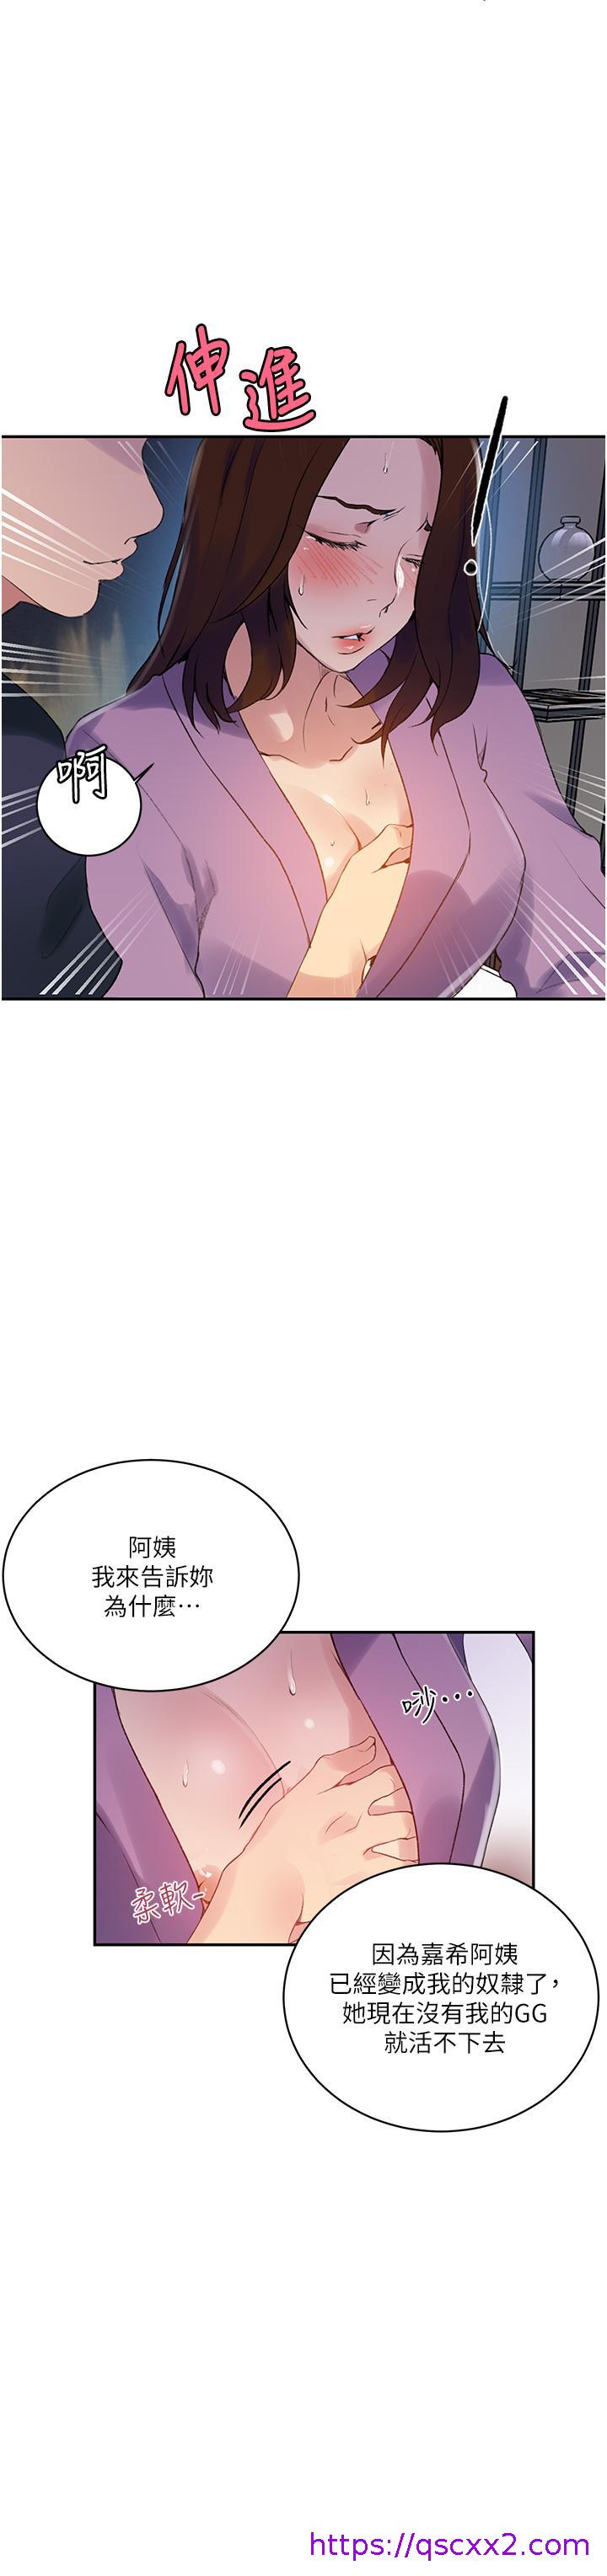 伸進
啊
阿姨
我來告訴妳
為什麼…
唦…
柔軟~
因為嘉希阿姨
已經變成我的奴隸了，
她現在沒有我的GG
就活不下去
https://qscxx2.com